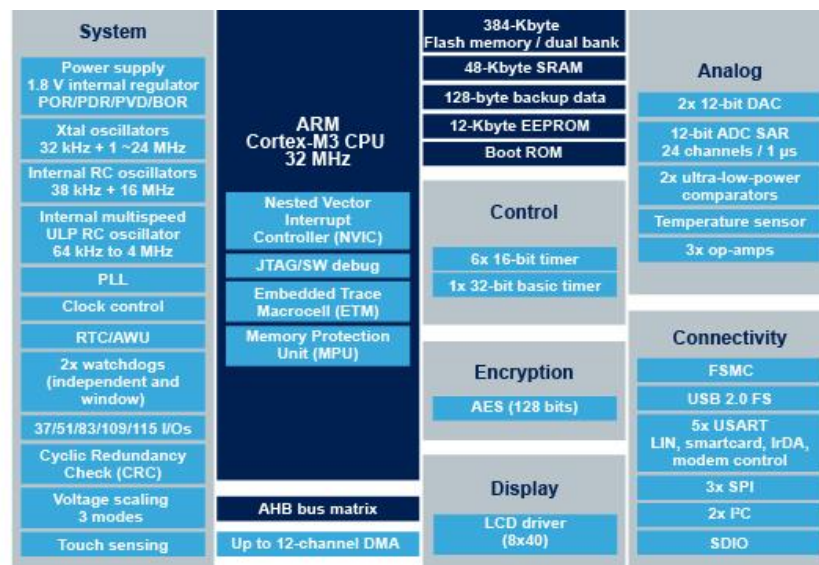 System
Power supply
1.8 V internal regulator
POR/PDR/PVD/BOR
Xtal oscillators
32 kHz + 1 ~24 MHz
Internal RC oscillators
38 kHz + 16 MHz
Internal multispeed
ULP RC oscillator
64 kHz to 4 MHz
PLL
Clock control
RTC/AWU
2x watchdogs
(independent and
window)
37/51/83/109/115 I/Os
Cyclic Redundancy
Check (CRC)
Voltage scaling
3 modes
Touch sensing
ARM
Cortex-M3 CPU
32 MHz
Nested Vector
Interrupt
Controller (NVIC)
JTAG/SW debug
Embedded Trace
Macrocell (ETM)
Memory Protection
Unit (MPU)
AHB bus matrix
Up to 12-channel DMA
384-Kbyte
Flash memory / dual bank
48-Kbyte SRAM
128-byte backup data
12-Kbyte EEPROM
Boot ROM
Control
6x 16-bit timer
1x 32-bit basic timer
Encryption
AES (128 bits)
Display
LCD driver
(8x40)
Analog
2x 12-bit DAC
12-bit ADC SAR
24 channels / 1 µs
2x ultra-low-power
comparators
Temperature sensor
3x op-amps
Connectivity
FSMC
USB 2.0 FS
5x USART
LIN, smartcard, IrDA,
modem control
3x SPI
2x I²C
SDIO